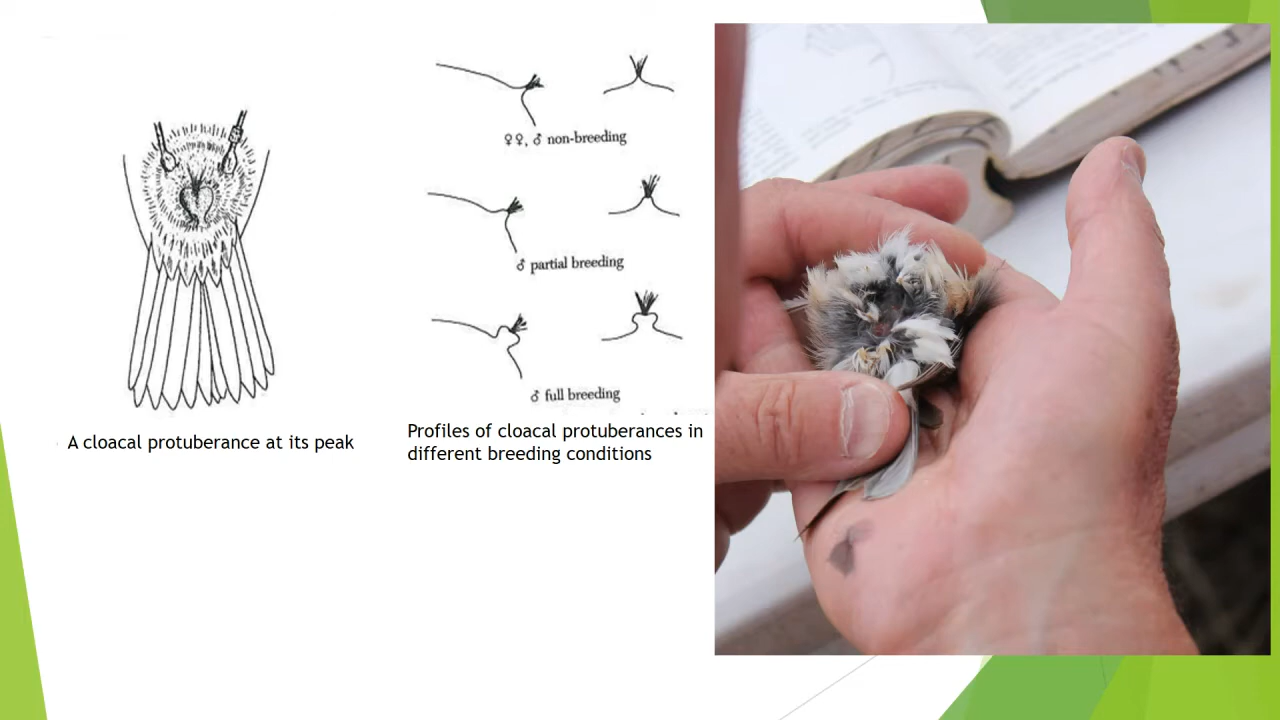 ♀♀, ♂ non-breeding
♂ partial breeding
♂ full breeding
A cloacal protuberance at its peak
Profiles of cloacal protuberances in
different breeding conditions